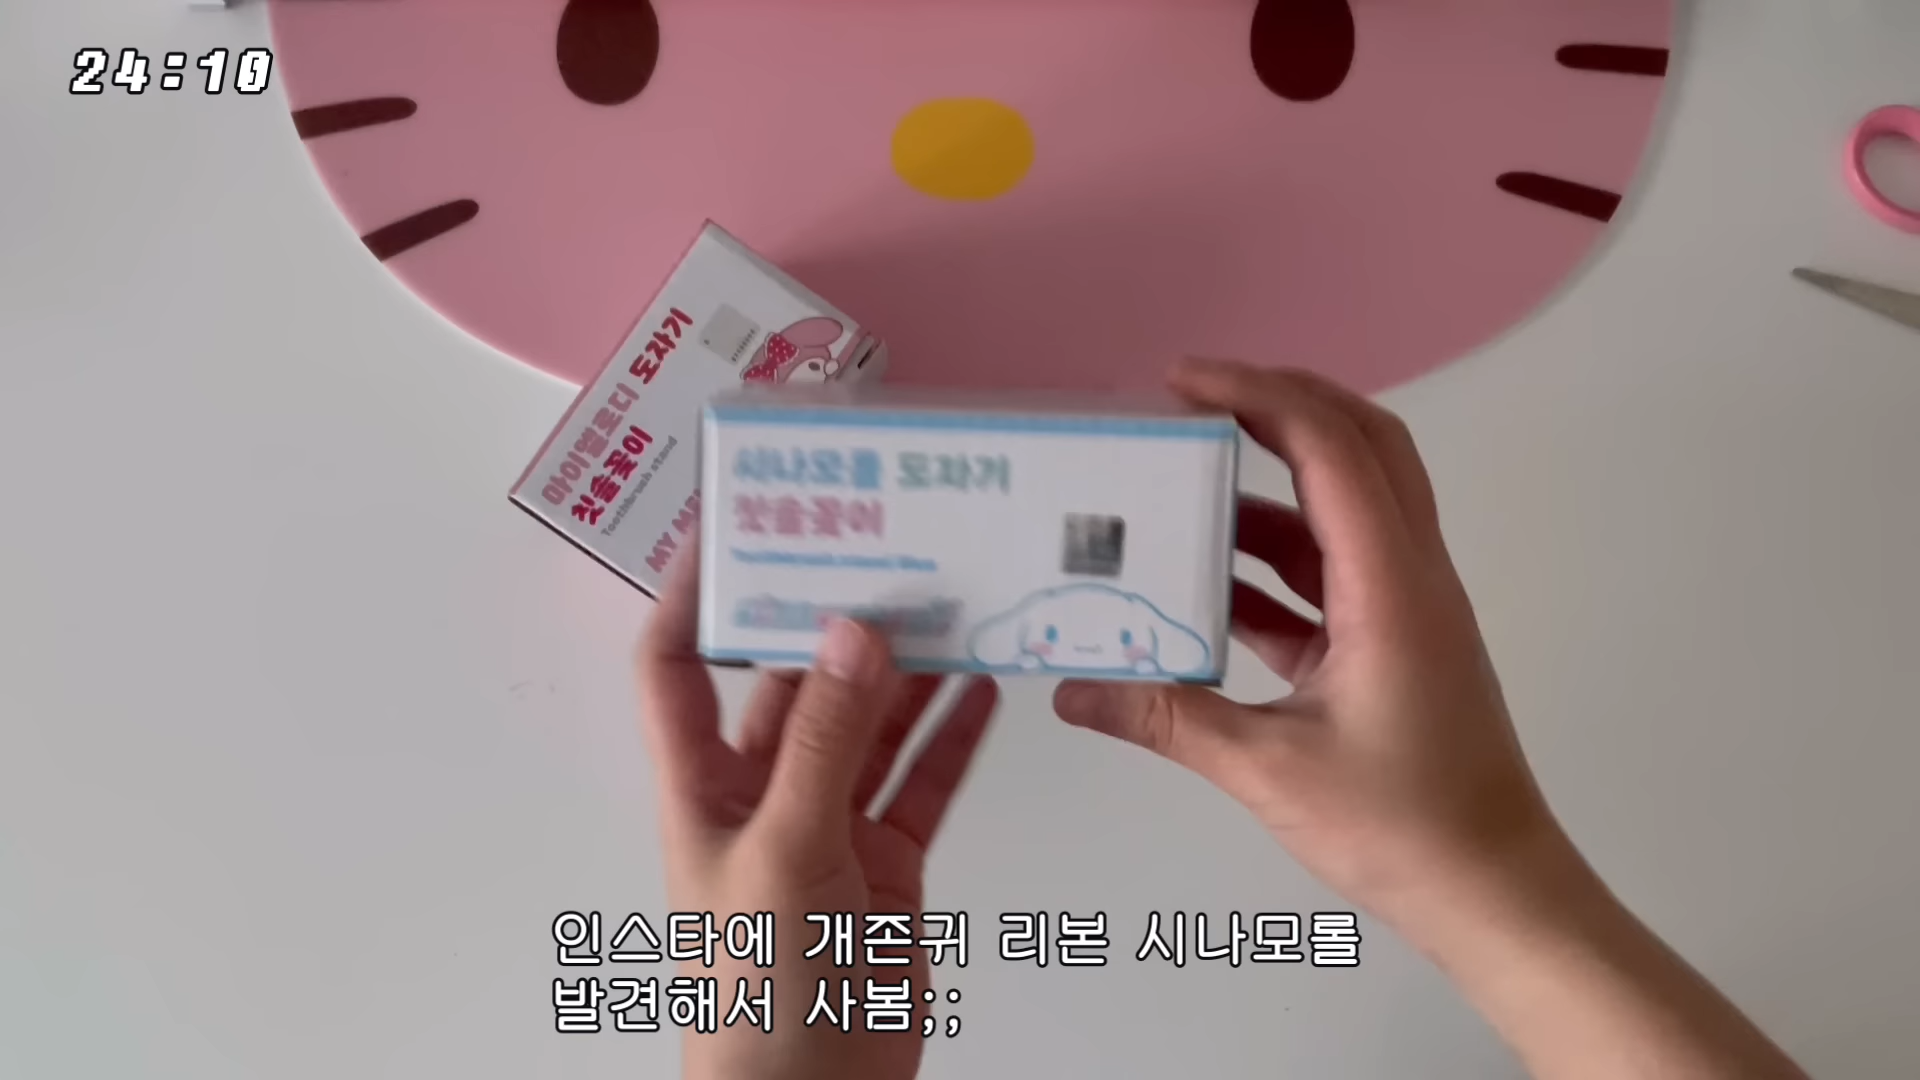 24:10
마이멜로디 도자기
칫솔꽂이
Toothbrush stand
MY
시나모롤 도자기
칫솔꽂이
인스타에 개존귀 리본 시나모롤
발견해서 사봄;;